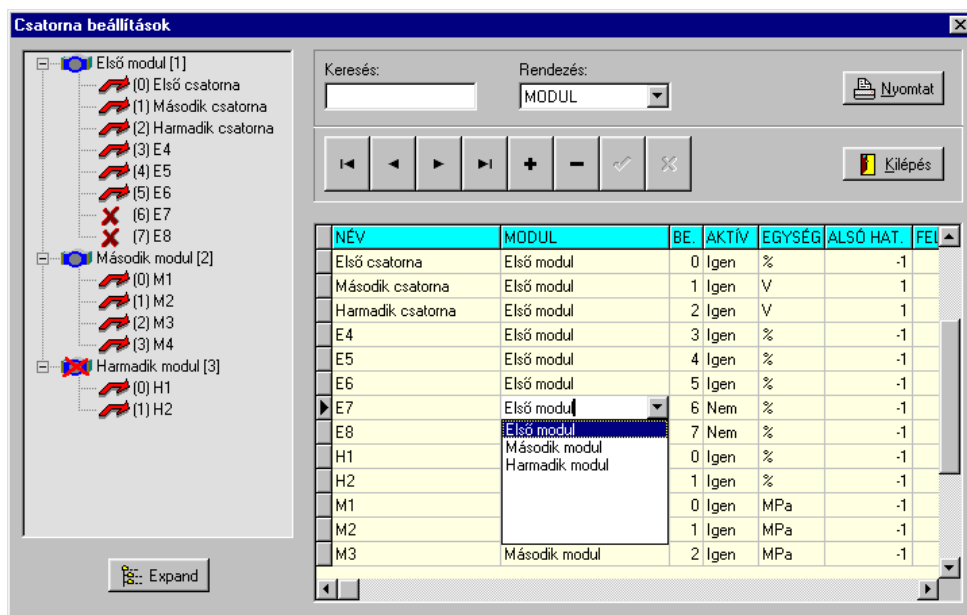 Csatorna beállítások
Első modul [1]
(0) Első csatorna
(1) Második csatorna
(2) Harmadik csatorna
(3) E4
(4) E5
(5) E6
(6) E7
(7) E8
Második modul [2]
(0) M1
(1) M2
(2) M3
(3) M4
Harmadik modul [3]
(0) H1
(1) H2
Expand
Keresés:
Rendezés:
MODUL
Nyomtat
Kilépés
NÉV MODUL BE. AKTÍV EGYSÉG ALSÓ HAT. FEL
Első csatorna Első modul 0 Igen % -1
Második csatorna Első modul 1 Igen V 1
Harmadik csatorna Első modul 2 Igen V 1
E4 Első modul 3 Igen % -1
E5 Első modul 4 Igen % -1
E6 Első modul 5 Igen % -1
E7 Első modul 6 Nem % -1
E8 7 Nem % -1
Első modul
Második modul
Harmadik modul
H1 0 Igen % -1
H2 1 Igen % -1
M1 0 Igen MPa -1
M2 1 Igen MPa -1
M3 Második modul 2 Igen MPa -1